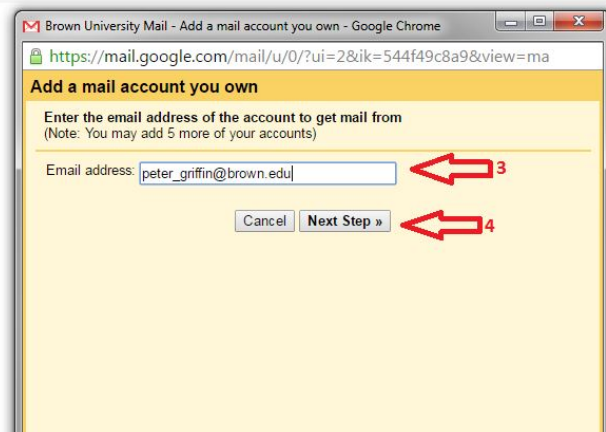 Brown University Mail - Add a mail account you own - Google Chrome
https://mail.google.com/mail/u/0/?ui=2&ik=544f49c8a9&view=ma
Add a mail account you own
Enter the email address of the account to get mail from
(Note: You may add 5 more of your accounts)
Email address: peter_griffin@brown.edu 3
Cancel Next Step » 4